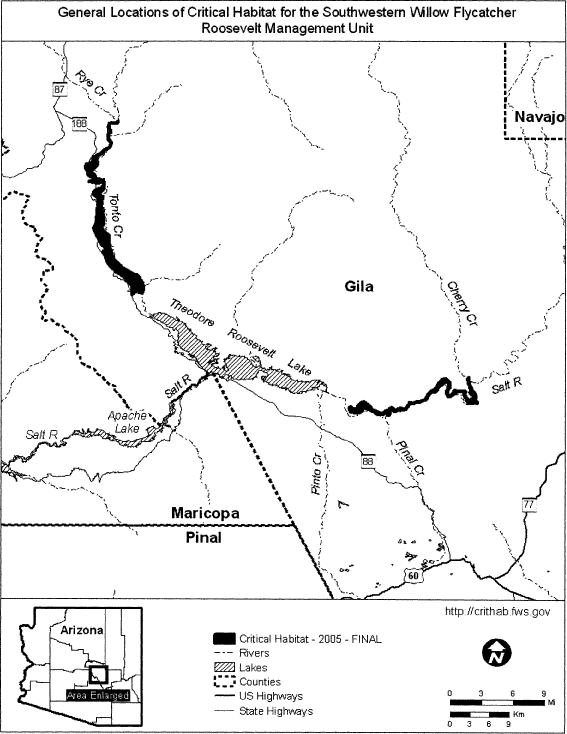 General Locations of Critical Habitat for the Southwestern Willow Flycatcher
Roosevelt Management Unit
87
Rye Cr
188
Navajo
Tonto Cr
Gila
Cherry Cr
Theodore Roosevelt Lake
Salt R
Salt R
Apache
Lake
Salt R
Pinal Cr
Pinto Cr
88
77
Maricopa
Pinal
60
http://crithab.fws.gov
Arizona
Area Enlarged
Critical Habitat - 2005 - FINAL
Rivers
Lakes
Counties
US Highways
State Highways
N
0 3 6 9 Mi
0 3 6 9 Km